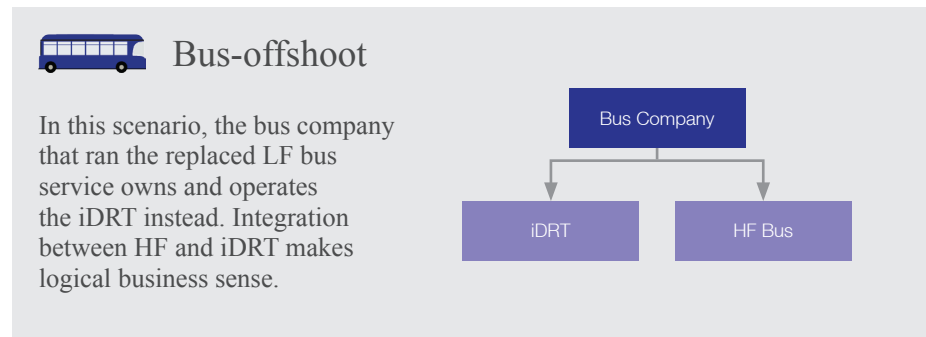 Bus-offshoot
In this scenario, the bus company
that ran the replaced LF bus
service owns and operates
the iDRT instead. Integration
between HF and iDRT makes
logical business sense.
Bus Company
iDRT
HF Bus